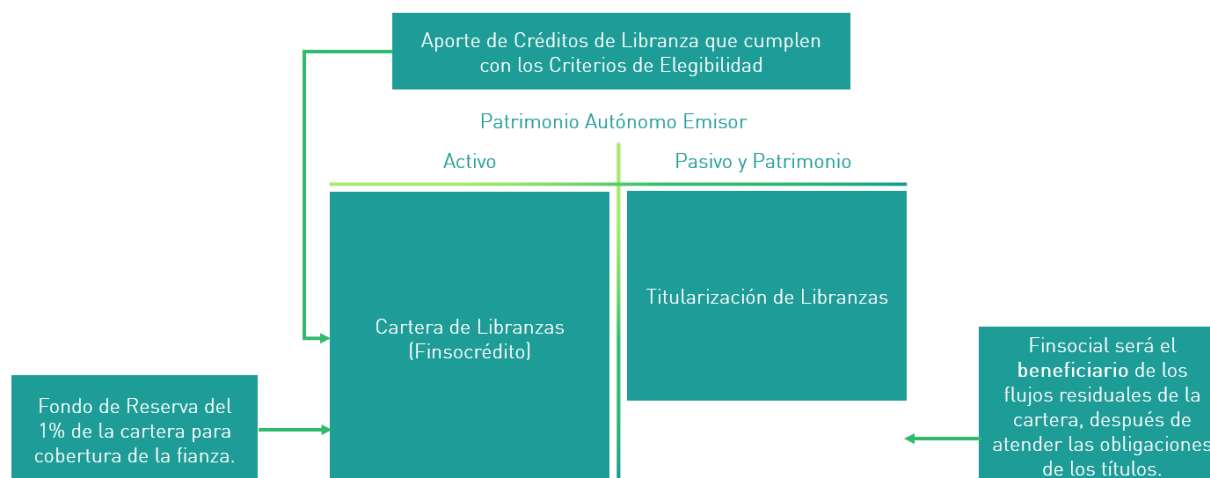 Aporte de Créditos de Libranza que cumplen
con los Criterios de Elegibilidad
Patrimonio Autónomo Emisor
Activo
Pasivo y Patrimonio
Cartera de Libranzas
(Finsocrédito)
Titularización de Libranzas
Fondo de Reserva del
1% de la cartera para
cobertura de la fianza.
Finsocial será el
beneficiario de los
flujos residuales de la
cartera, después de
atender las obligaciones
de los títulos.